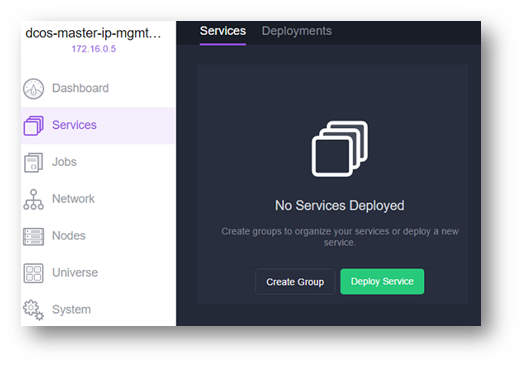 dcos-master-ip-mgmt...
172.16.0.5
Dashboard
Services
Jobs
Network
Nodes
Universe
System
Services Deployments
No Services Deployed
Create groups to organize your services or deploy a new
service.
Create Group Deploy Service